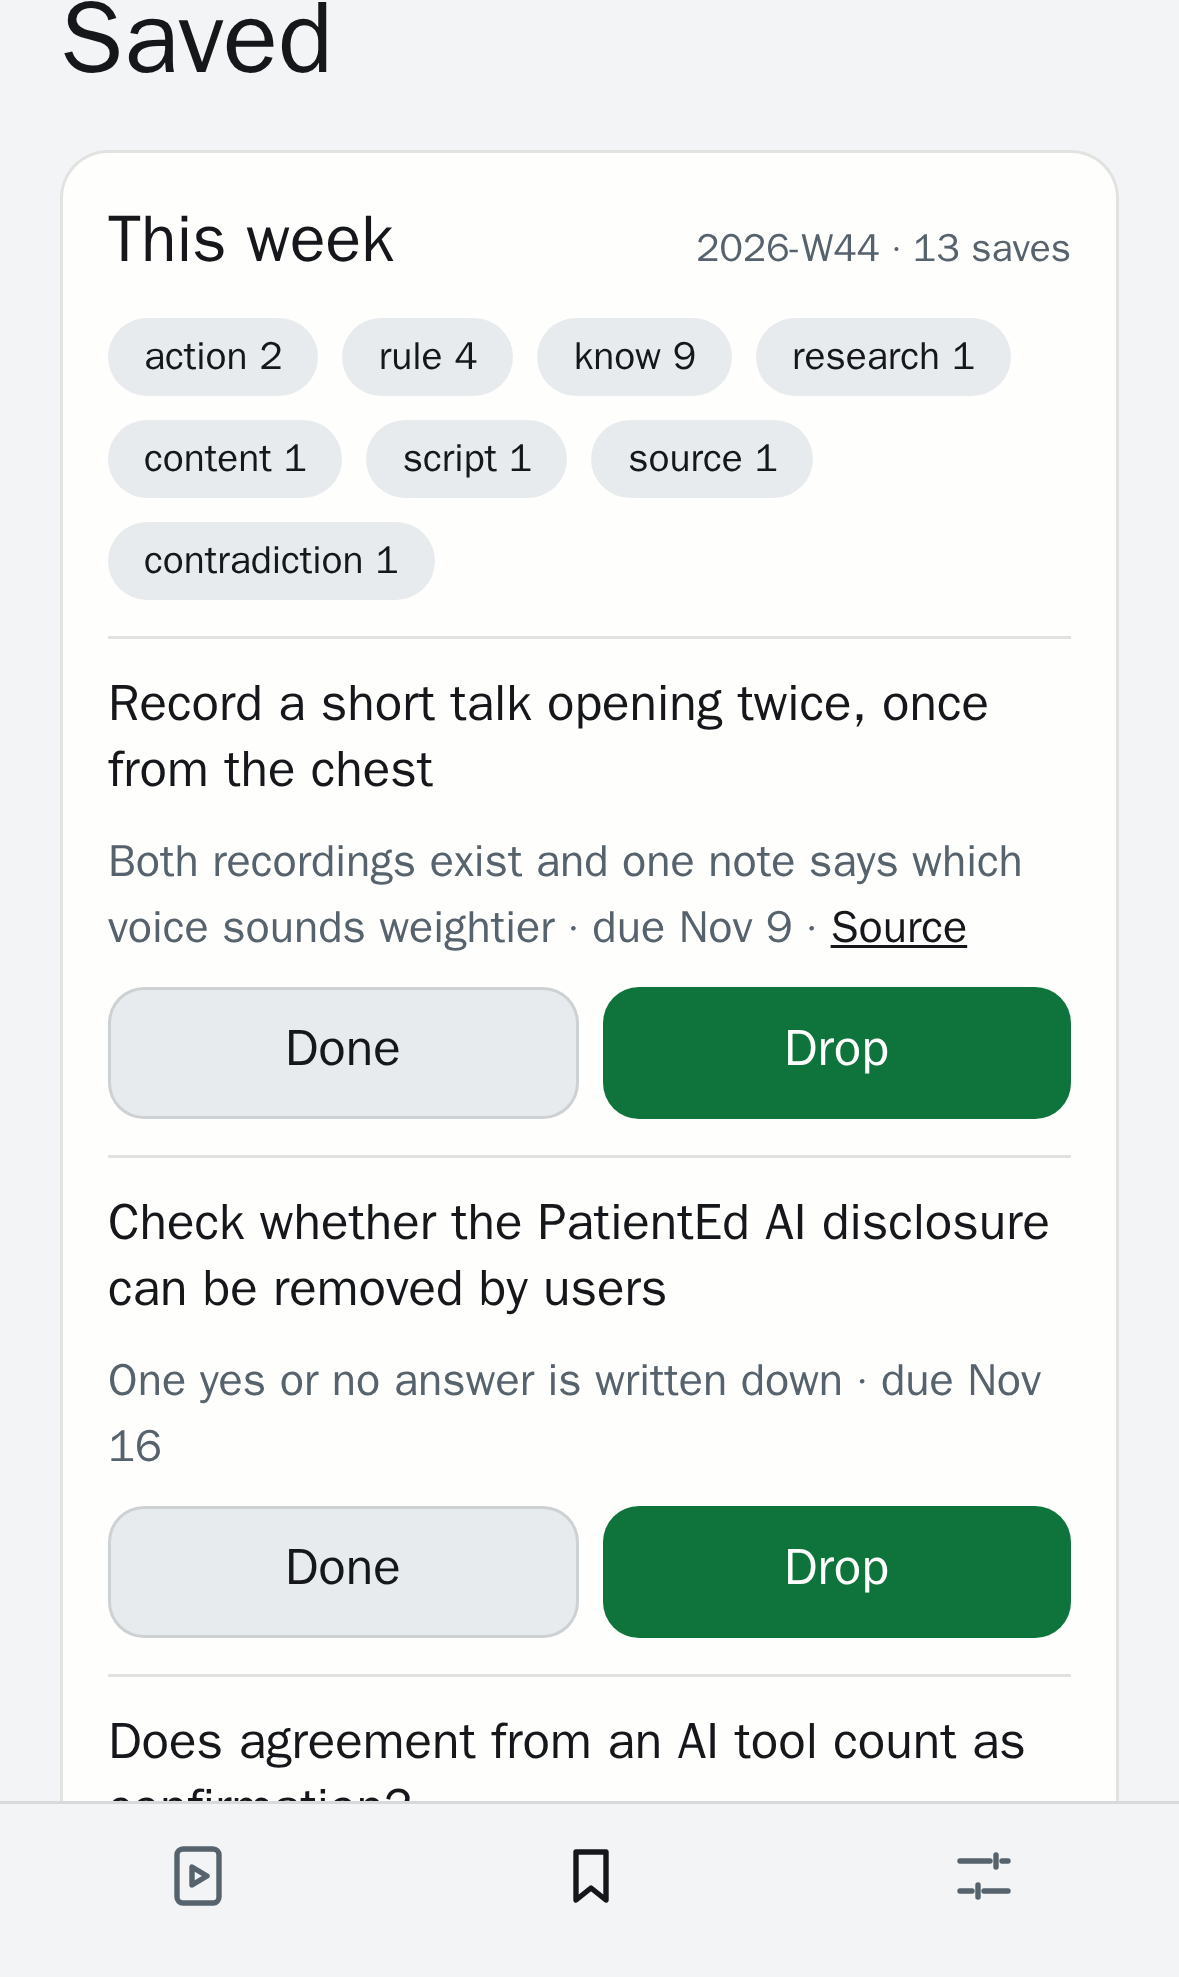 Saved
This week
2026-W44 · 13 saves
action 2
rule 4
know 9
research 1
content 1
script 1
source 1
contradiction 1
Record a short talk opening twice, once
from the chest
Both recordings exist and one note says which
voice sounds weightier · due Nov 9 · Source
Done
Drop
Check whether the PatientEd AI disclosure
can be removed by users
One yes or no answer is written down · due Nov
16
Done
Drop
Does agreement from an AI tool count as
confirmation?